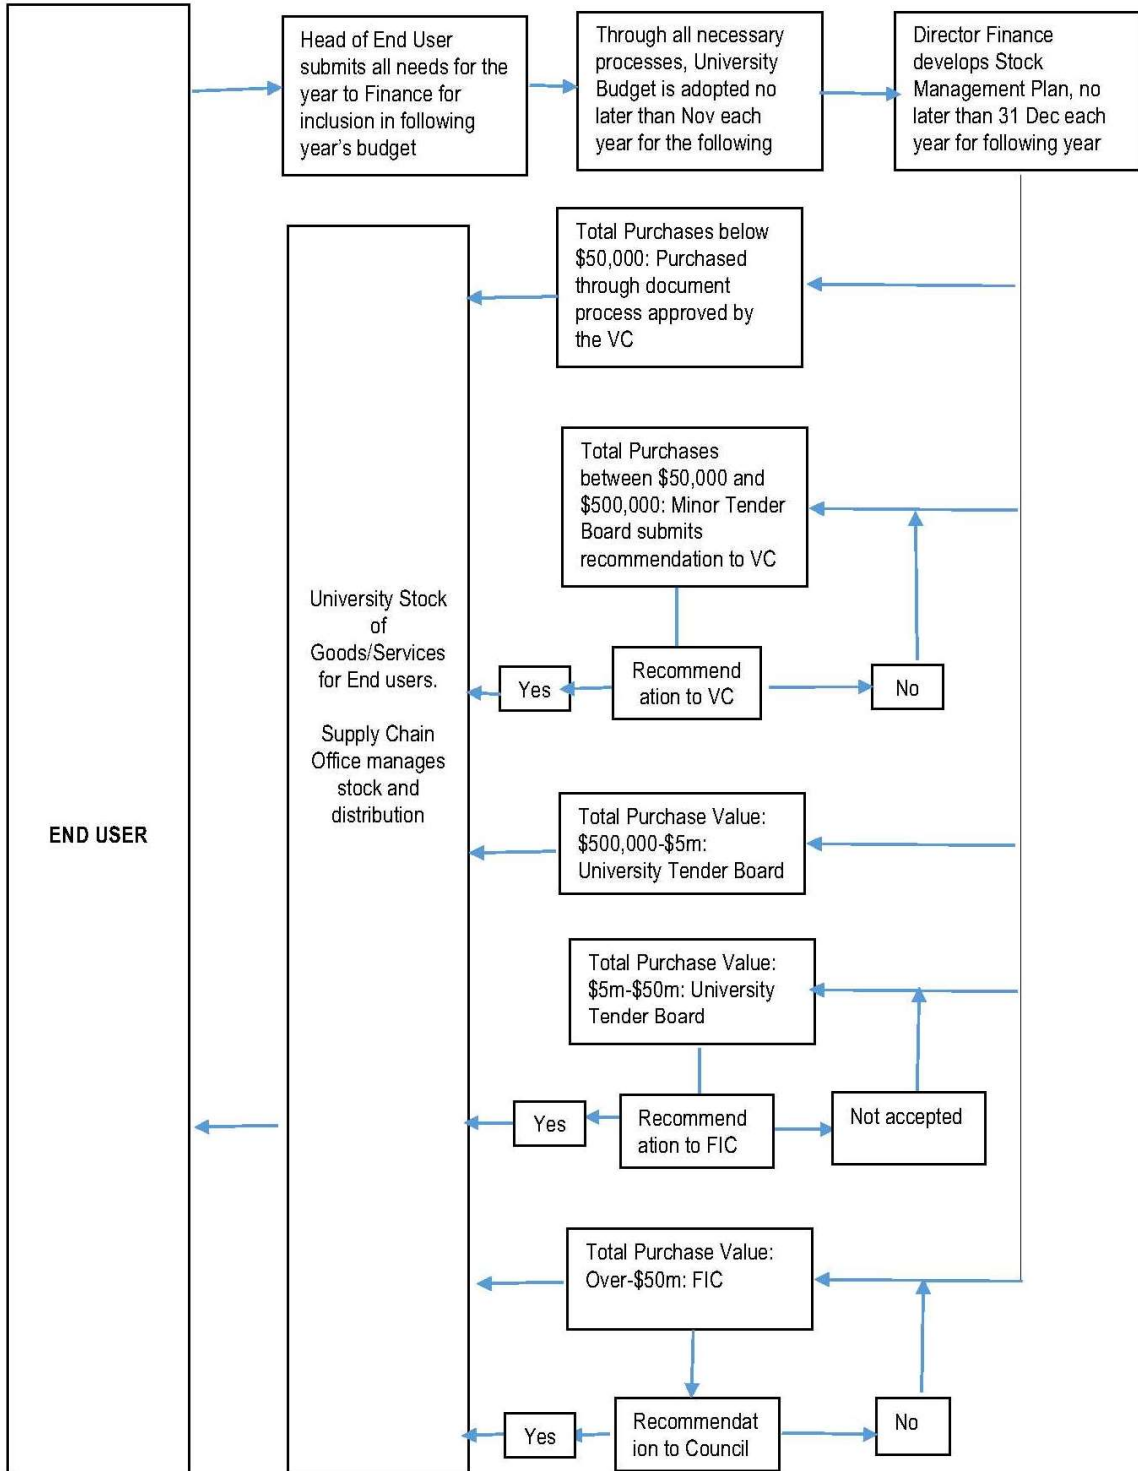 Head of End User
submits all needs for the
year to Finance for
inclusion in following
year's budget
Through all necessary
processes, University
Budget is adopted no
later than Nov each
year for the following
Director Finance
develops Stock
Management Plan, no
later than 31 Dec each
year for following year
Total Purchases below
$50,000: Purchased
through document
process approved by
the VC
Total Purchases
between $50,000 and
$500,000: Minor Tender
Board submits
recommendation to VC
University Stock
of
Goods/Services
for End users.
Supply Chain
Office manages
stock and
distribution
Yes
Recommend
ation to VC
No
END USER
Total Purchase Value:
$500,000-$5m:
University Tender Board
Total Purchase Value:
$5m-$50m: University
Tender Board
Yes
Recommend
ation to FIC
Not accepted
Total Purchase Value:
Over-$50m: FIC
Yes
Recommendat
ion to Council
No